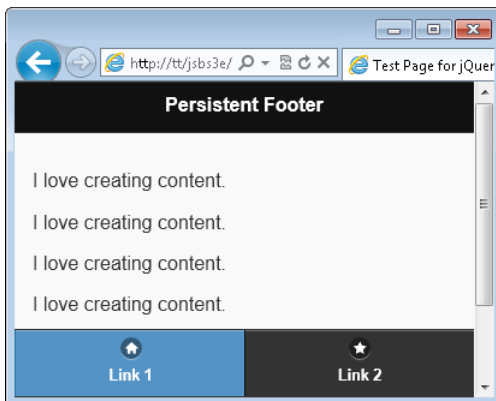 http://tt/jsbs3e/
Test Page for jQuer
Persistent Footer
I love creating content.
I love creating content.
I love creating content.
I love creating content.
Link 1
Link 2